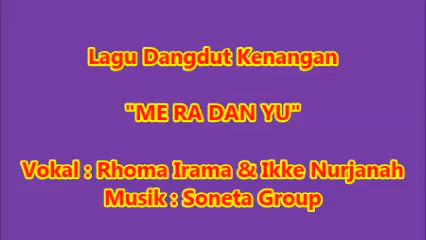 Lagu Dangdut Kenangan
"ME RA DAN YU"
Vokal : Rhoma Irama & Ikke Nurjanah
Musik : Soneta Group